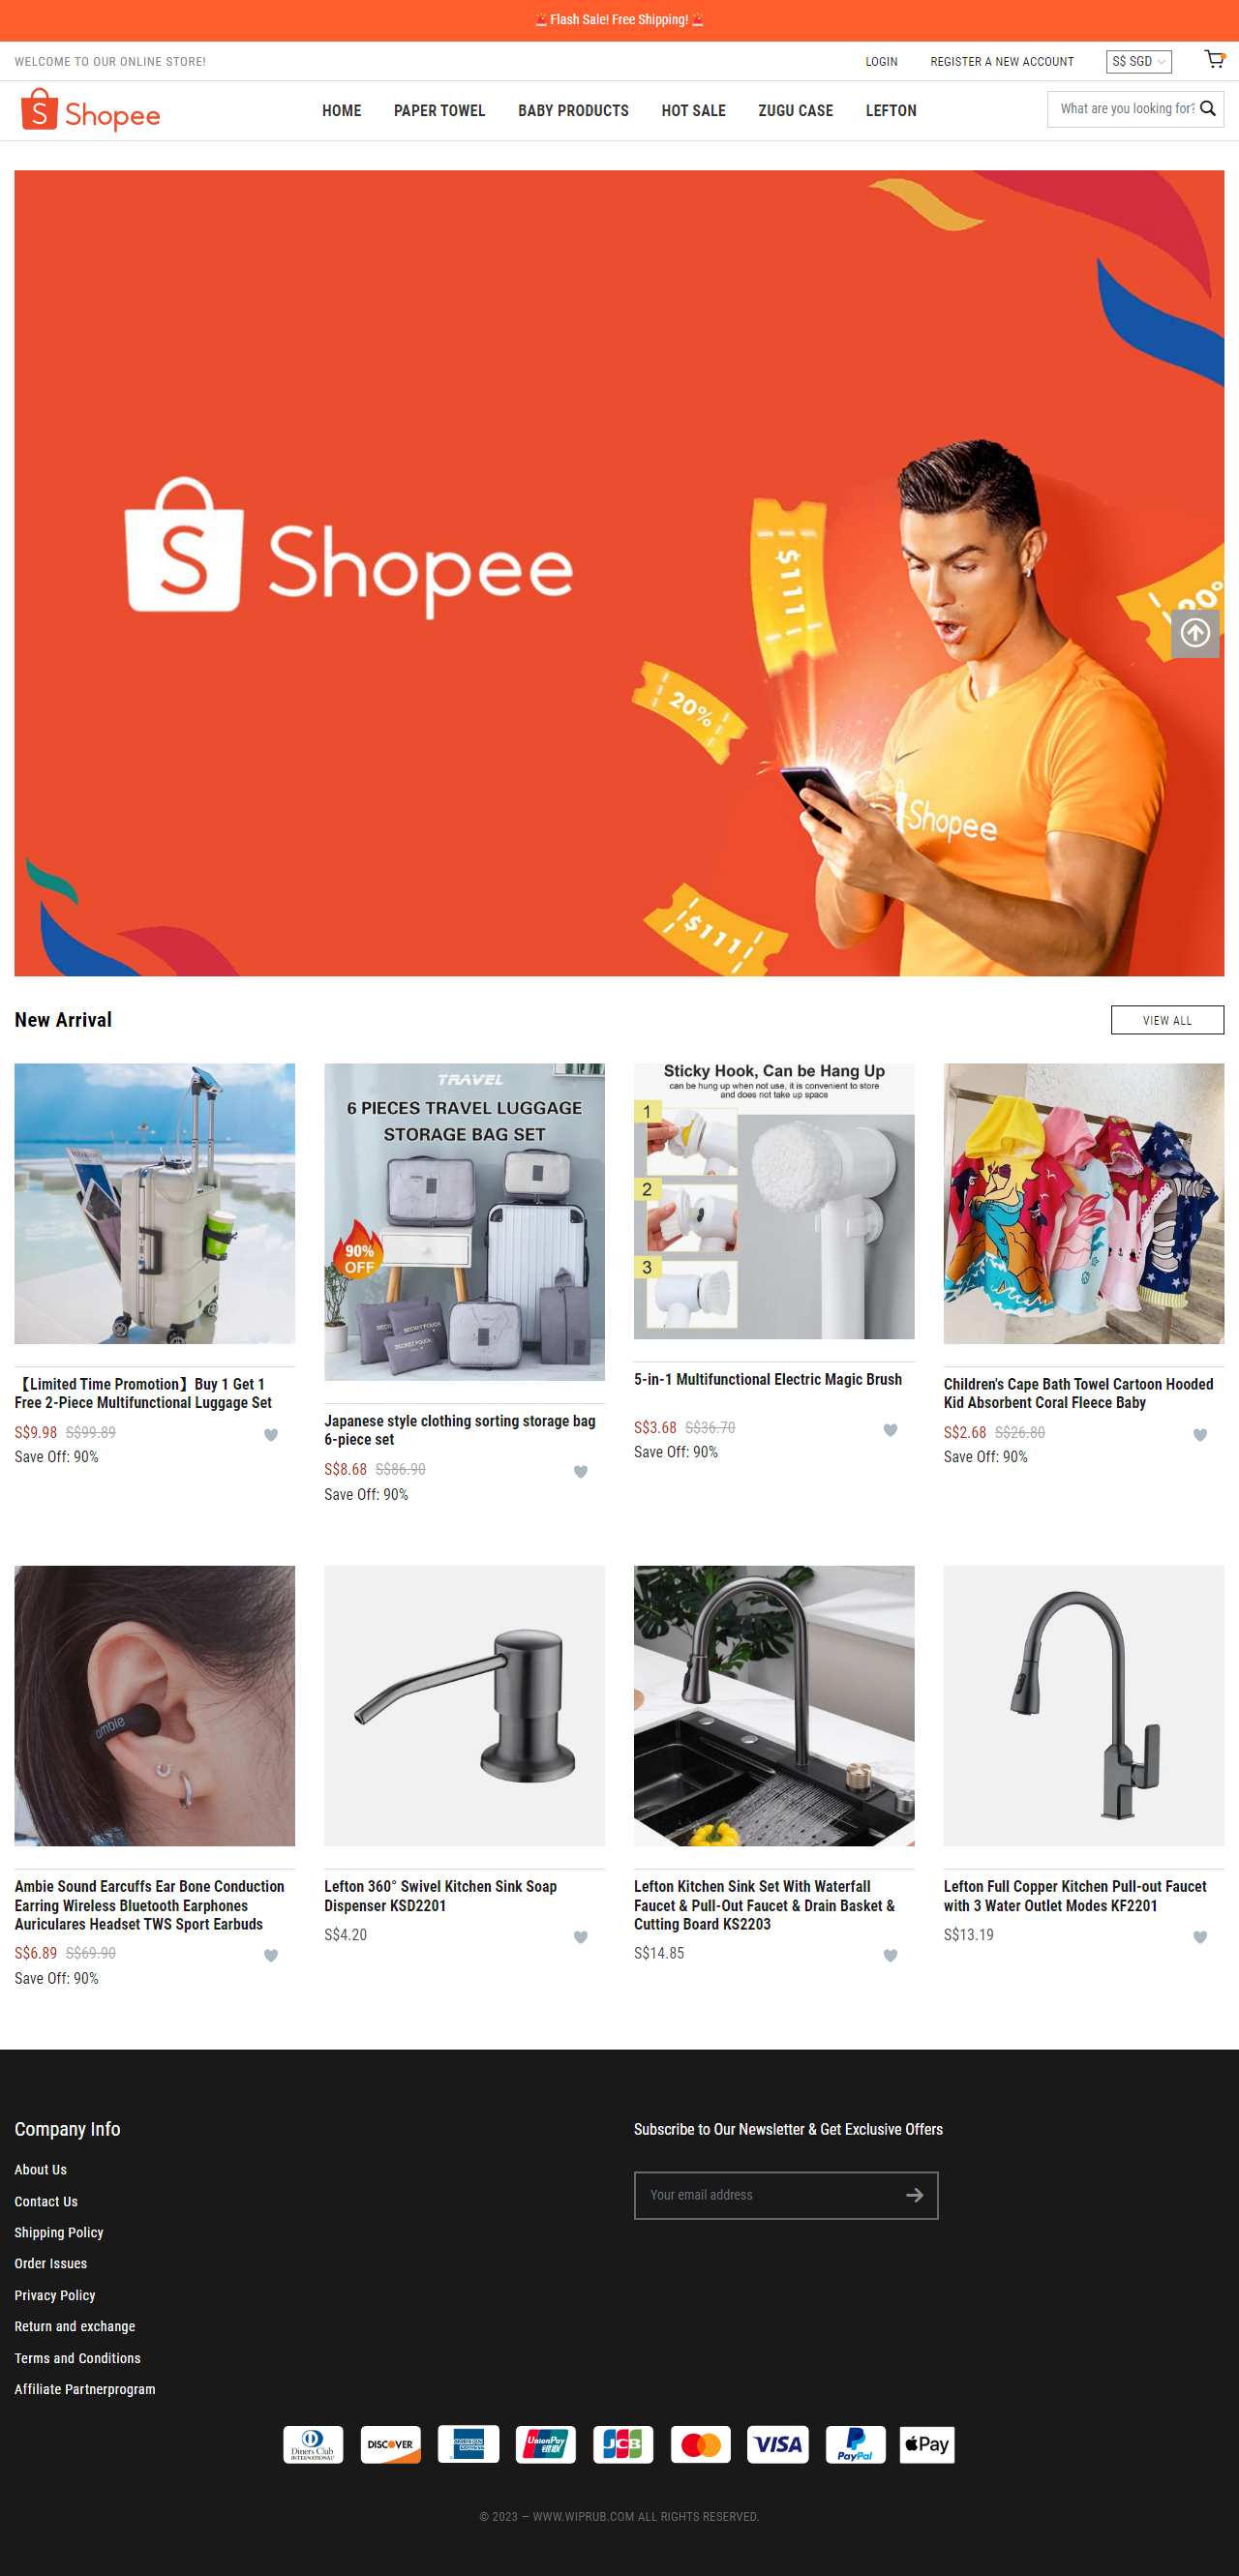 Flash Sale! Free Shipping!
WELCOME TO OUR ONLINE STORE!
LOGIN
REGISTER A NEW ACCOUNT
S$ SGD
Shopee
HOME
PAPER TOWEL
BABY PRODUCTS
HOT SALE
ZUGU CASE
LEFTON
What are you looking for?
Shopee
$111
20%
20%
Shopee
$111
New Arrival
VIEW ALL
TRAVEL
6 PIECES TRAVEL LUGGAGE
STORAGE BAG SET
90%
OFF
SECRET POUCH
SECRET POUCH
Sticky Hook, Can be Hang Up
can be hung up when not use, it is convenient to store
and does not take up space
1
2
3
【Limited Time Promotion】Buy 1 Get 1
Free 2-Piece Multifunctional Luggage Set
S$9.98 S$99.89
Save Off: 90%
Japanese style clothing sorting storage bag
6-piece set
S$8.68 S$86.90
Save Off: 90%
5-in-1 Multifunctional Electric Magic Brush
S$3.68 S$36.70
Save Off: 90%
Children's Cape Bath Towel Cartoon Hooded
Kid Absorbent Coral Fleece Baby
S$2.68 S$26.80
Save Off: 90%
ambie
Ambie Sound Earcuffs Ear Bone Conduction
Earring Wireless Bluetooth Earphones
Auriculares Headset TWS Sport Earbuds
S$6.89 S$69.90
Save Off: 90%
Lefton 360° Swivel Kitchen Sink Soap
Dispenser KSD2201
S$4.20
Lefton Kitchen Sink Set With Waterfall
Faucet & Pull-Out Faucet & Drain Basket &
Cutting Board KS2203
S$14.85
Lefton Full Copper Kitchen Pull-out Faucet
with 3 Water Outlet Modes KF2201
S$13.19
Company Info
About Us
Contact Us
Shipping Policy
Order Issues
Privacy Policy
Return and exchange
Terms and Conditions
Affiliate Partnerprogram
Subscribe to Our Newsletter & Get Exclusive Offers
Your email address
Diners Club
INTERNATIONAL
DISCOVER
AMERICAN
EXPRESS
UnionPay
银联
JCB
VISA
PayPal
Pay
© 2023 — WWW.WIPRUB.COM ALL RIGHTS RESERVED.